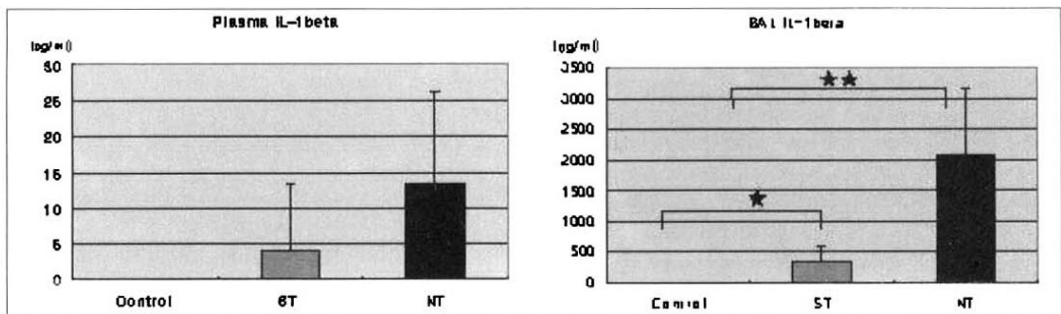 Plasma IL-1beta
(pg/ml)
30
25
20
15
10
5
0
Control
ST
NT
BAL IL-1beta
(pg/ml)
3500
3000
2500
2000
1500
1000
500
0
★★
★
Control
ST
NT